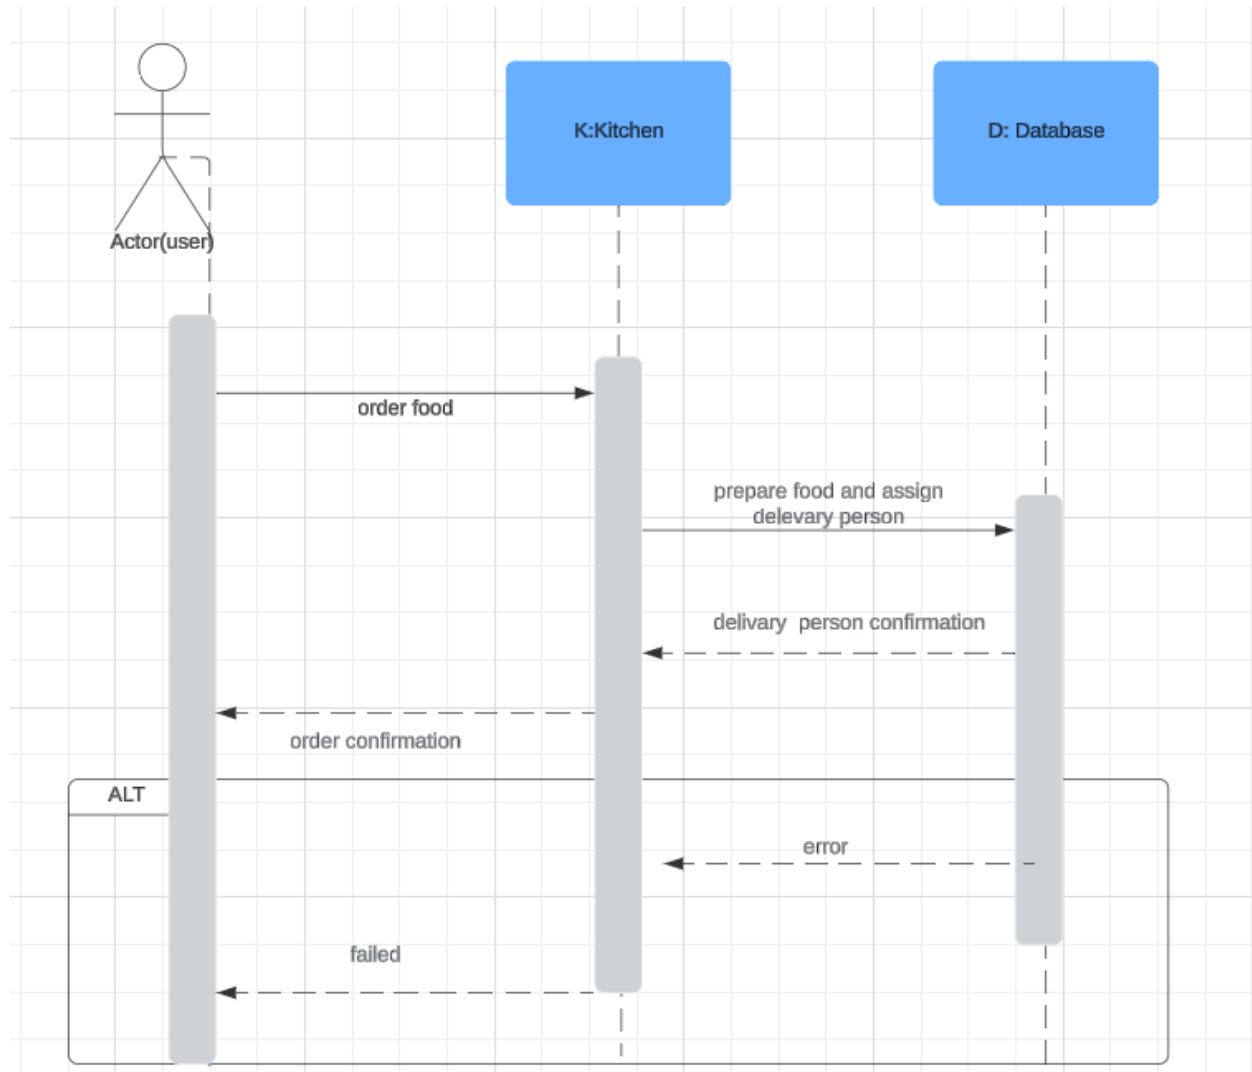 K:Kitchen
D: Database
Actor(user)
order food
prepare food and assign
delevary person
delivary  person confirmation
order confirmation
ALT
error
failed